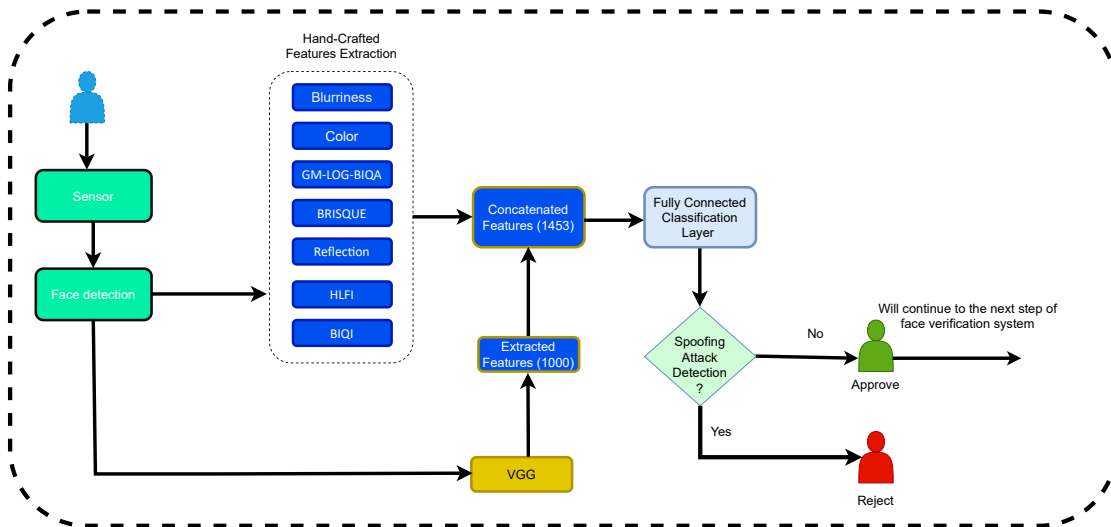 Hand-Crafted
Features Extraction
Blurriness
Color
GM-LOG-BIQA
BRISQUE
Reflection
HLFI
BIQI
Sensor
Face detection
Concatenated
Features (1453)
Extracted
Features (1000)
VGG
Fully Connected
Classification
Layer
Spoofing
Attack
Detection
?
No
Yes
Will continue to the next step of
face verification system
Approve
Reject